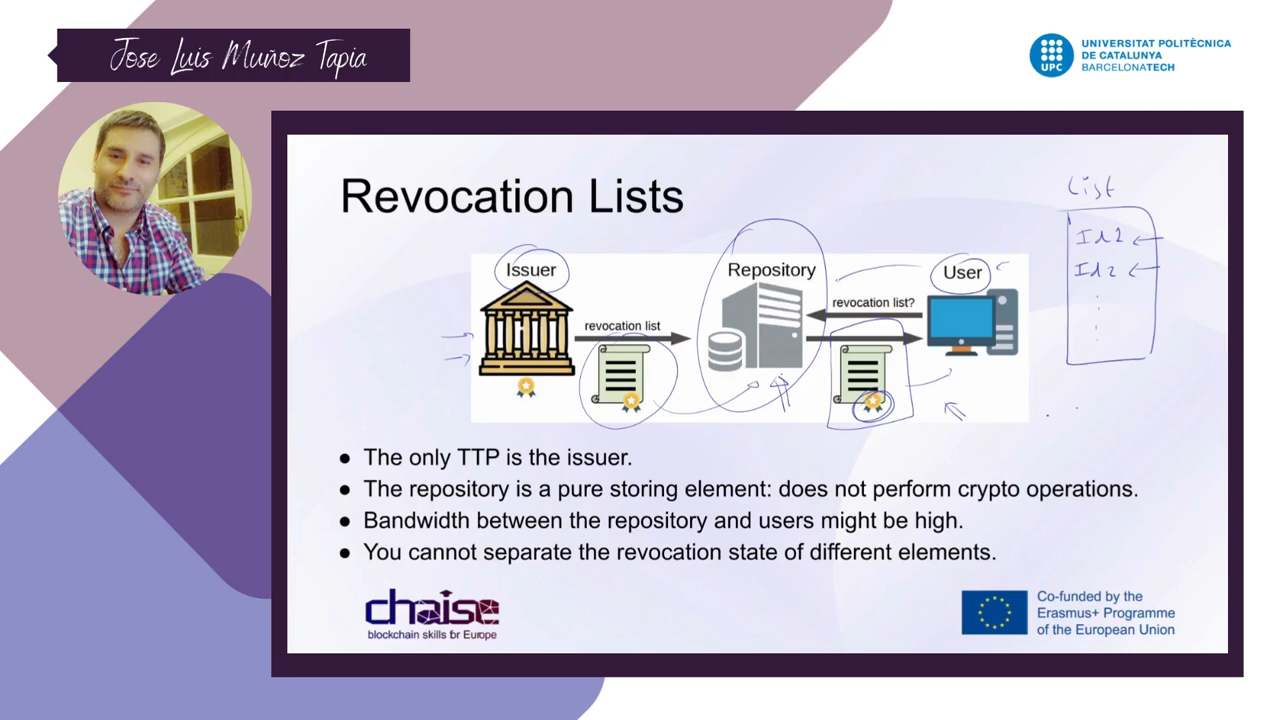 Jose Luis Muñoz Tapia
UPC
UNIVERSITAT POLITÈCNICA
DE CATALUNYA
BARCELONATECH
Revocation Lists
List
Id2
Id2
Issuer
Repository
User
revocation list?
revocation list
● The only TTP is the issuer.
● The repository is a pure storing element: does not perform crypto operations.
● Bandwidth between the repository and users might be high.
● You cannot separate the revocation state of different elements.
chaise
blockchain skills for Europe
Co-funded by the
Erasmus+ Programme
of the European Union